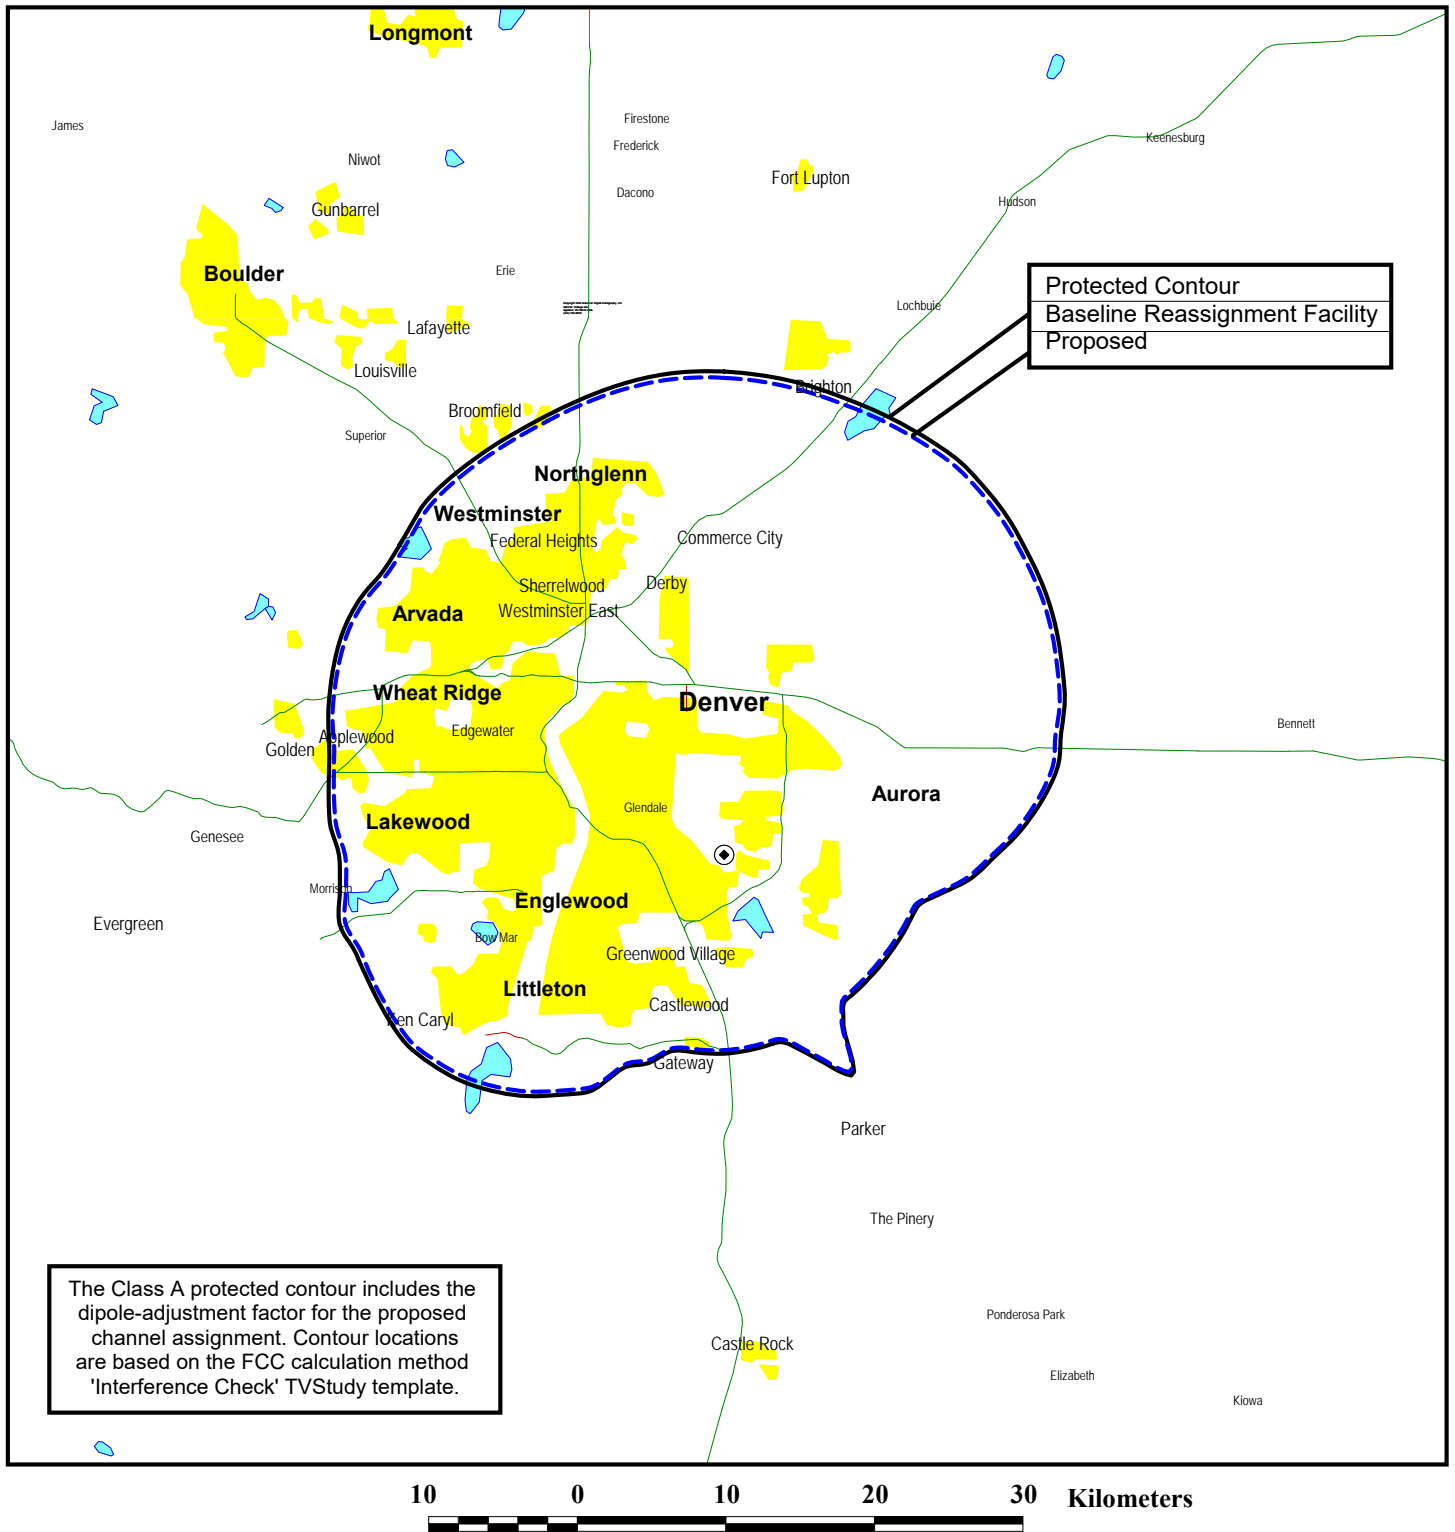 Longmont
James
Firestone
Frederick
Keenesburg
Niwot
Fort Lupton
Dacono
Hudson
Gunbarrel
Boulder
Erie
Lochbuie
Protected Contour
Baseline Reassignment Facility
Proposed
Lafayette
Louisville
Brighton
Broomfield
Superior
Northglenn
Westminster
Federal Heights
Commerce City
Sherrelwood
Derby
Westminster East
Arvada
Wheat Ridge
Denver
Edgewater
Applewood
Golden
Bennett
Aurora
Glendale
Lakewood
Genesee
Morrison
Englewood
Evergreen
Bow Mar
Greenwood Village
Littleton
Castlewood
Ken Caryl
Gateway
Parker
The Pinery
The Class A protected contour includes the
dipole-adjustment factor for the proposed
channel assignment. Contour locations
are based on the FCC calculation method
'Interference Check' TVStudy template.
Ponderosa Park
Castle Rock
Elizabeth
Kiowa
10 0 10 20 30 Kilometers